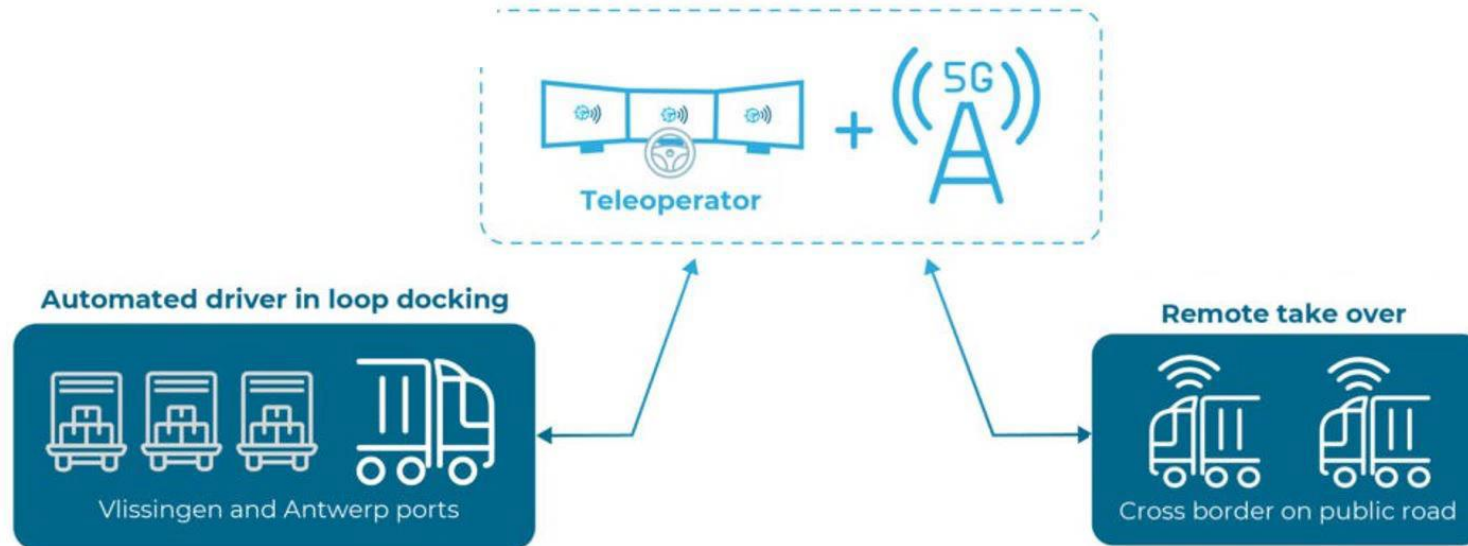 5G
Teleoperator
Automated driver in loop docking
Vlissingen and Antwerp ports
Remote take over
Cross border on public road